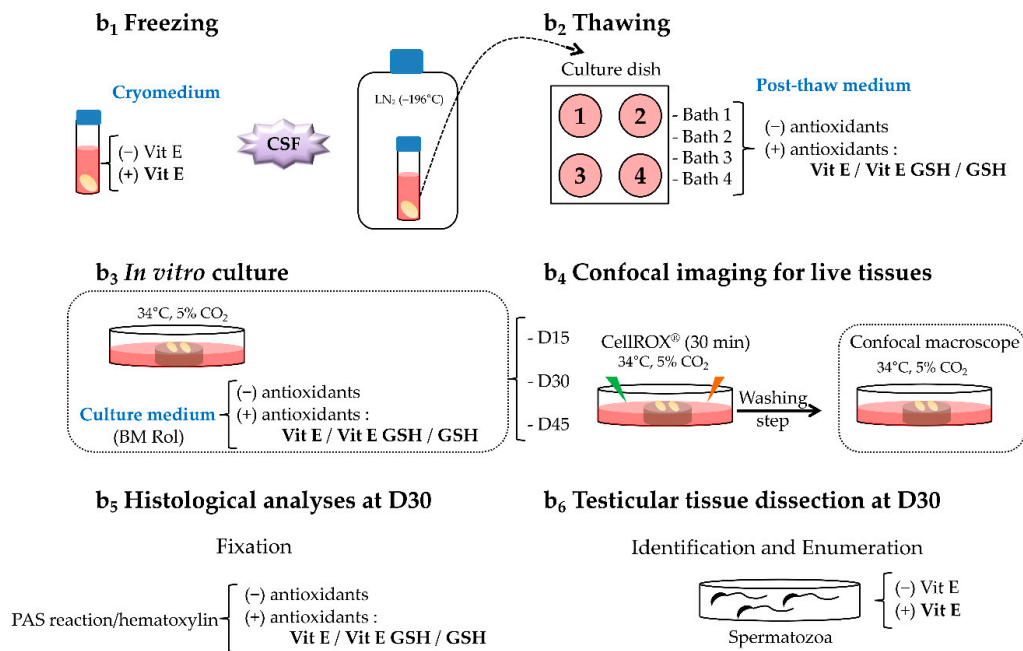 b₁ Freezing
Cryomedium
(−) Vit E
(+) Vit E
CSF
LN₂ (−196°C)
b₂ Thawing
Culture dish
1
2
3
4
- Bath 1
- Bath 2
- Bath 3
- Bath 4
Post-thaw medium
(−) antioxidants
(+) antioxidants :
Vit E / Vit E GSH / GSH
b₃ In vitro culture
34°C, 5% CO₂
Culture medium
(BM Rol)
(−) antioxidants
(+) antioxidants :
Vit E / Vit E GSH / GSH
b₄ Confocal imaging for live tissues
- D15
- D30
- D45
CellROX® (30 min)
34°C, 5% CO₂
Washing
step
Confocal macroscope
34°C, 5% CO₂
b₅ Histological analyses at D30
Fixation
PAS reaction/hematoxylin
(−) antioxidants
(+) antioxidants :
Vit E / Vit E GSH / GSH
b₆ Testicular tissue dissection at D30
Identification and Enumeration
(−) Vit E
(+) Vit E
Spermatozoa